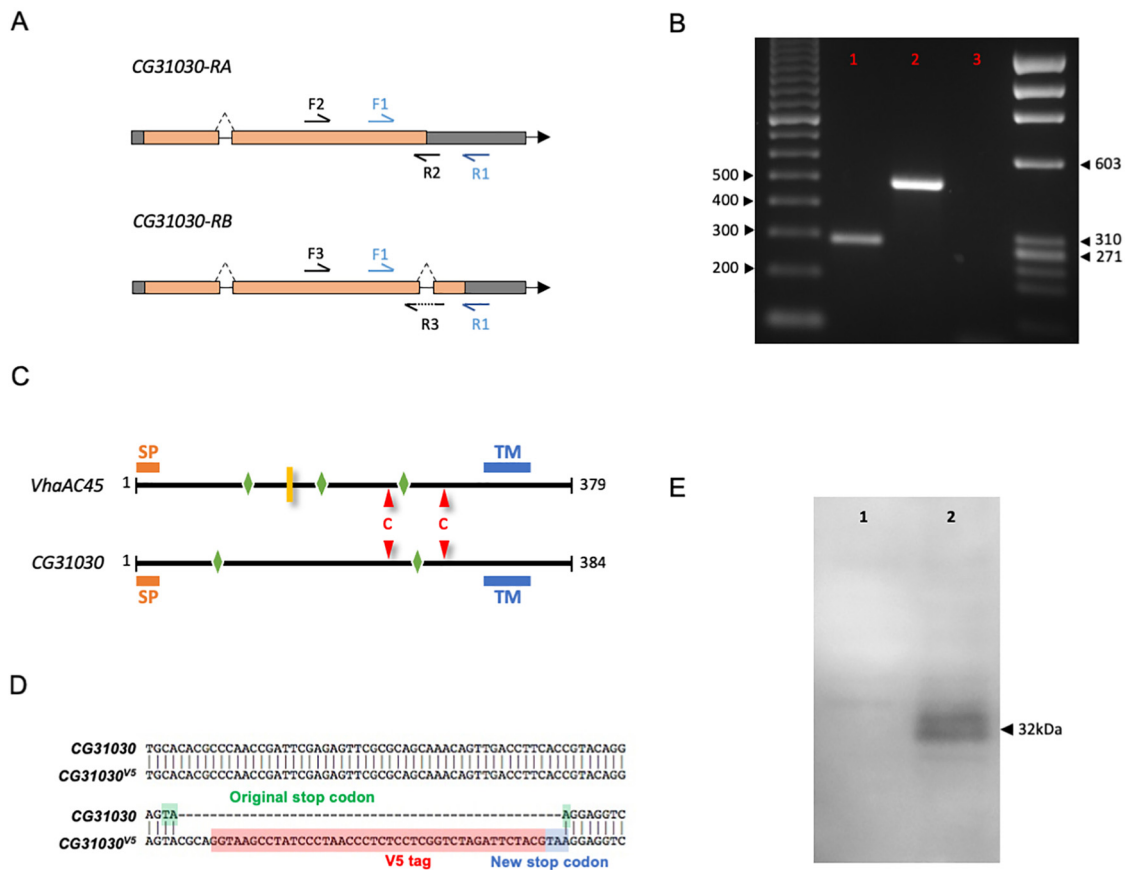 A
CG31030-RA
F2 F1
R2 R1
CG31030-RB
F3 F1
R3 R1
B
1 2 3
500
400
300
200
603
310
271
C
SP TM
VhaAC45 1 379
C C
CG31030 1 384
SP TM
D
CG31030 TGCACACGCCCAACCGATTCGAGAGTTCGCGCAGCAAACAGTTGACCTTCACCGTACAGG
CG31030V5 TGCACACGCCCAACCGATTCGAGAGTTCGCGCAGCAAACAGTTGACCTTCACCGTACAGG
Original stop codon
CG31030 AGTA------------------------------------------------AGGAGGTC
CG31030V5 AGTACGCAGGTAAGCCTATCCCTAACCCTCTCCTCGGTCTAGATTCTACGTAAGGAGGTC
V5 tag New stop codon
E
1 2
32kDa